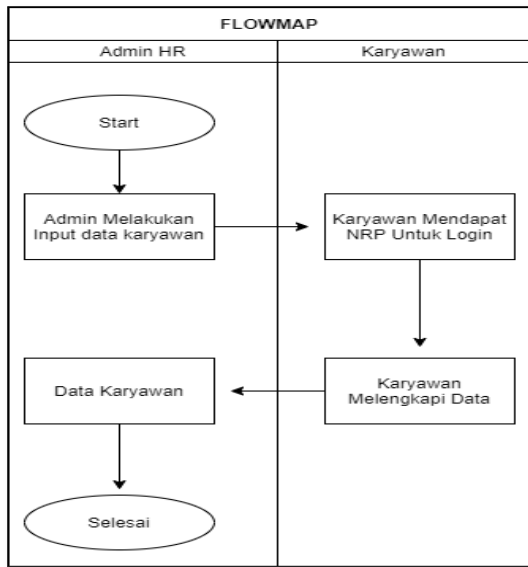 FLOWMAP
Admin HR
Karyawan
Start
Admin Melakukan
Input data karyawan
Karyawan Mendapat
NRP Untuk Login
Data Karyawan
Karyawan
Melengkapi Data
Selesai